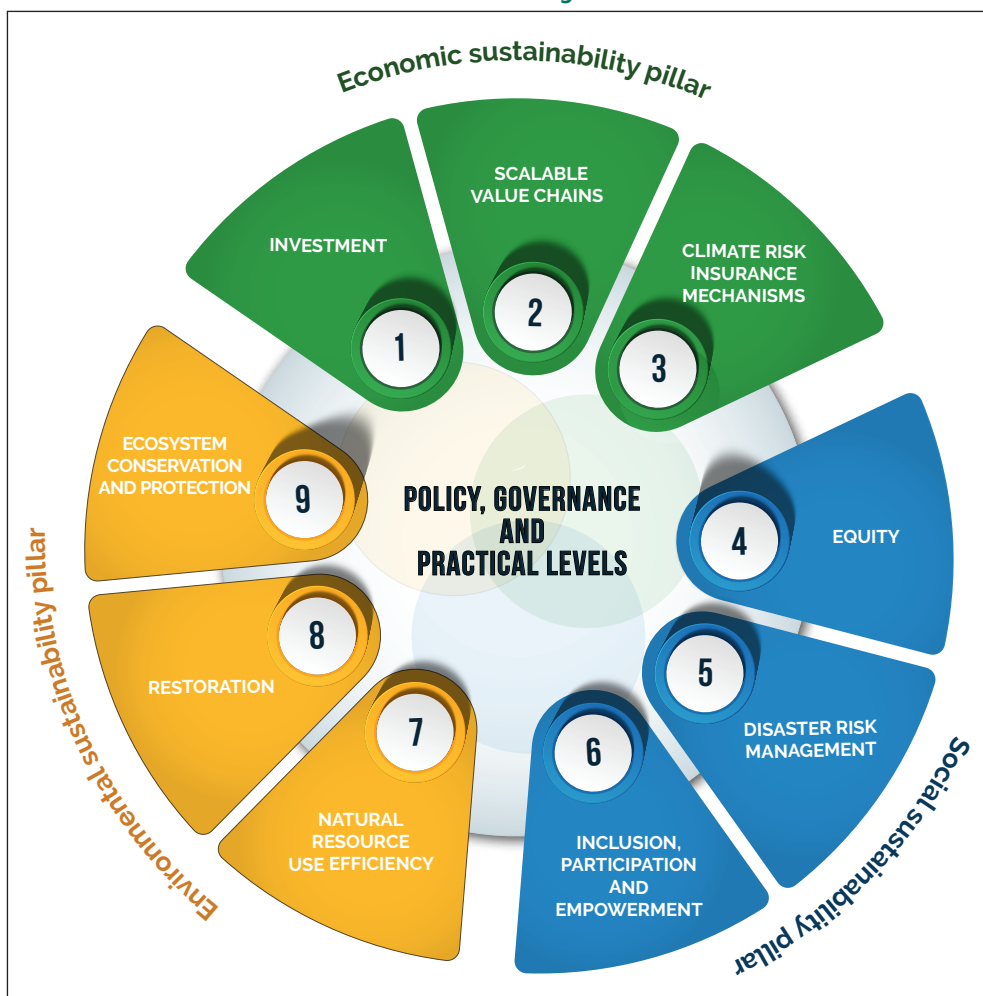 Economic sustainability pillar
INVESTMENT
1
SCALABLE
VALUE CHAINS
2
CLIMATE RISK
INSURANCE
MECHANISMS
3
EQUITY
4
DISASTER RISK
MANAGEMENT
5
Social sustainability pillar
INCLUSION,
PARTICIPATION
AND
EMPOWERMENT
6
NATURAL
RESOURCE
USE EFFICIENCY
7
RESTORATION
8
Environmental sustainability pillar
ECOSYSTEM
CONSERVATION
AND PROTECTION
9
POLICY, GOVERNANCE
AND
PRACTICAL LEVELS